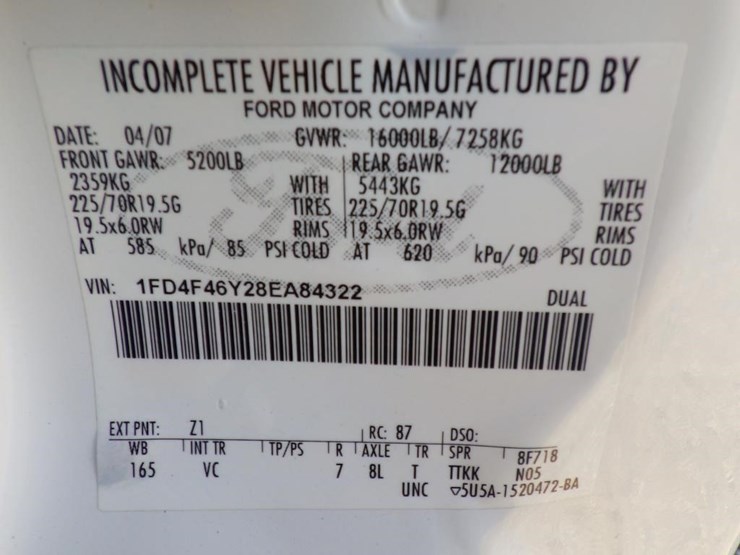 INCOMPLETE VEHICLE MANUFACTURED BY
FORD MOTOR COMPANY
DATE: 04/07 GVWR: 16000LB/7258KG
FRONT GAWR: 5200LB REAR GAWR: 12000LB
2359KG WITH 5443KG WITH
225/70R19.5G TIRES 225/70R19.5G TIRES
19.5x6.0RW RIMS 19.5x6.0RW RIMS
AT 585 kPa/ 85 PSI COLD AT 620 kPa/ 90 PSI COLD
VIN: 1FD4F46Y28EA84322 DUAL
EXT PNT: Z1 RC: 87 DSO:
WB INT TR TP/PS R AXLE TR SPR 8F718
165 VC 7 8L T TTKK N05
UNC ▽5U5A-1520472-BA